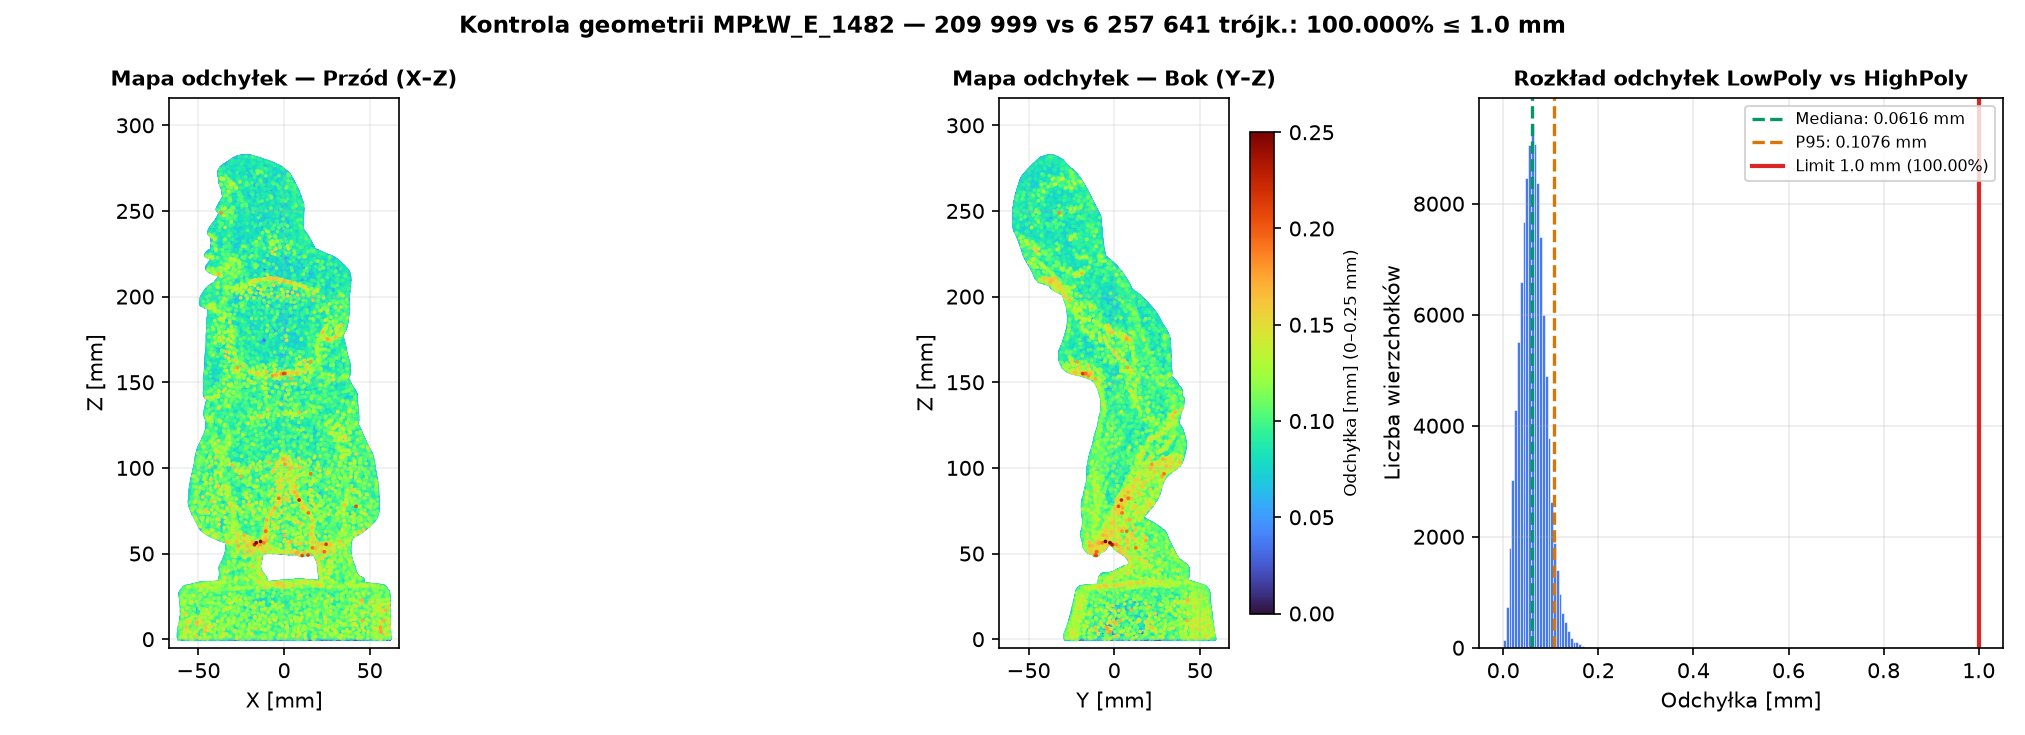 Kontrola geometrii MPŁW_E_1482 — 209 999 vs 6 257 641 trójk.: 100.000% ≤ 1.0 mm
Mapa odchyłek — Przód (X–Z)
300
250
200
150
100
50
0
Z [mm]
−50
0
50
X [mm]
Mapa odchyłek — Bok (Y–Z)
300
250
200
150
100
50
0
Z [mm]
−50
0
50
Y [mm]
0.25
0.20
0.15
0.10
0.05
0.00
Odchyłka [mm] (0–0.25 mm)
Rozkład odchyłek LowPoly vs HighPoly
Mediana: 0.0616 mm
P95: 0.1076 mm
Limit 1.0 mm (100.00%)
8000
6000
4000
2000
0
Liczba wierzchołków
0.0
0.2
0.4
0.6
0.8
1.0
Odchyłka [mm]